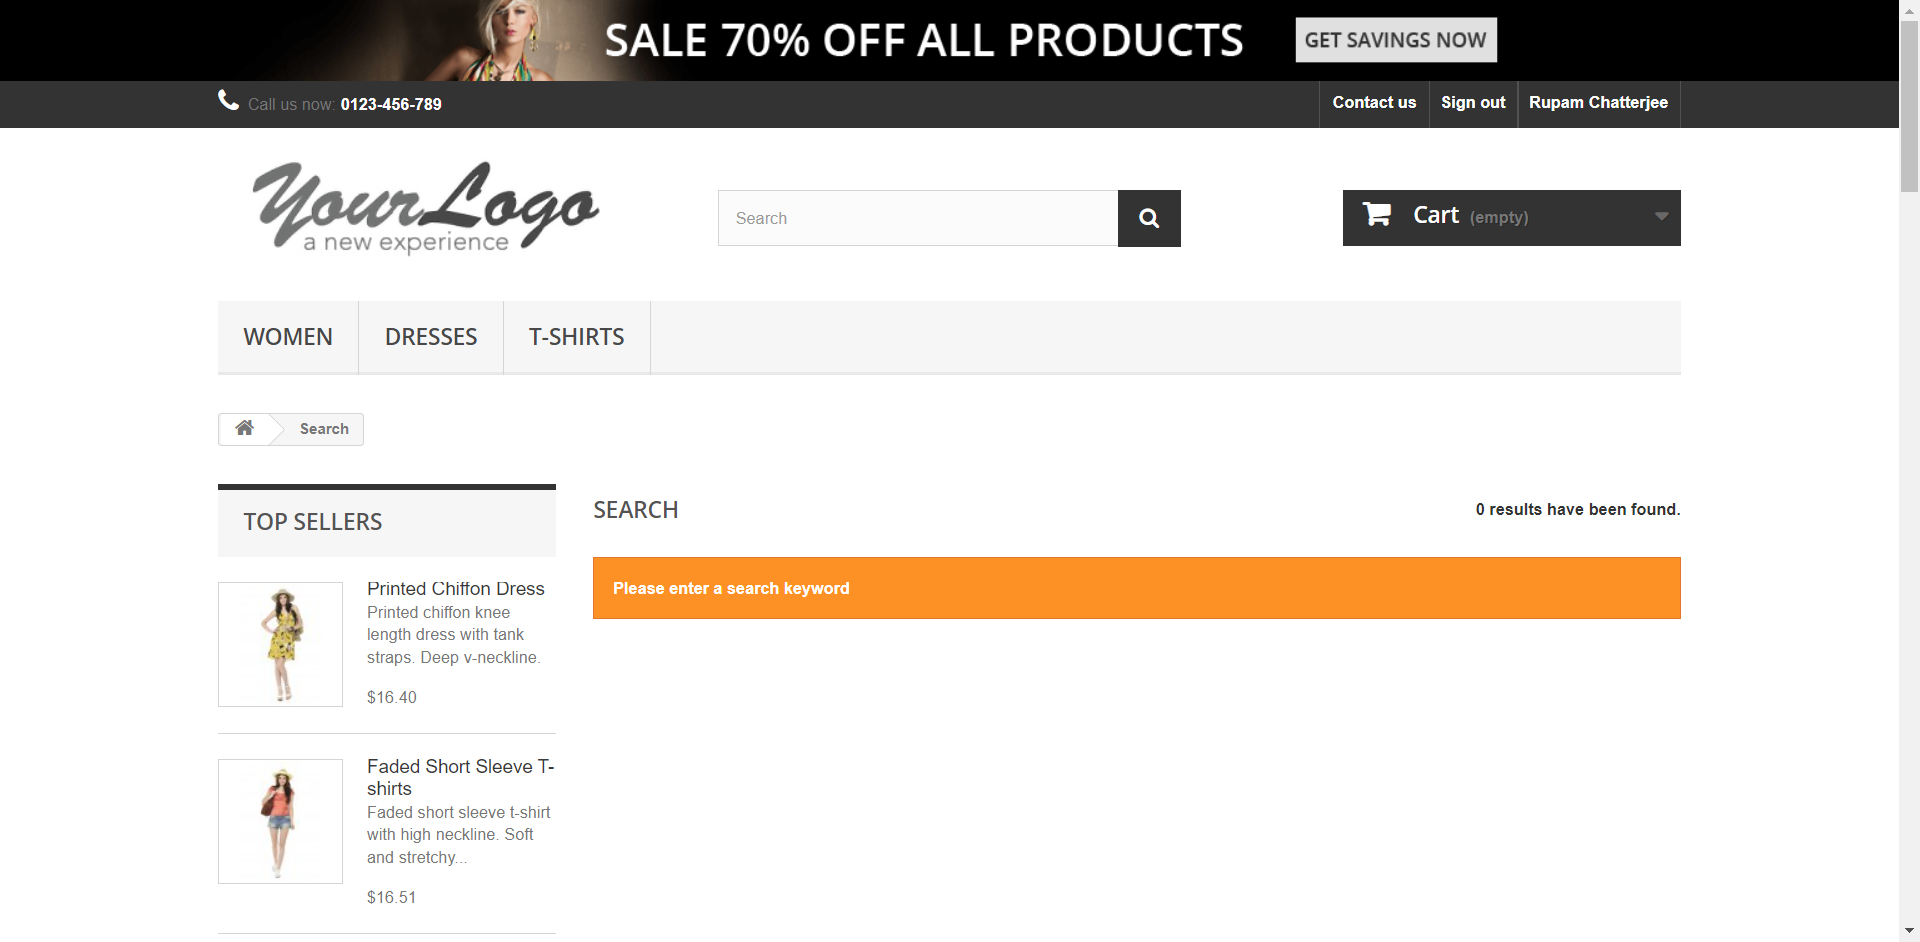 SALE 70% OFF ALL PRODUCTS
GET SAVINGS NOW
Call us now: 0123-456-789
Contact us
Sign out
Rupam Chatterjee
YourLogo
a new experience
Search
Cart (empty)
WOMEN
DRESSES
T-SHIRTS
Search
TOP SELLERS
Printed Chiffon Dress
Printed chiffon knee
length dress with tank
straps. Deep v-neckline.
$16.40
Faded Short Sleeve T-
shirts
Faded short sleeve t-shirt
with high neckline. Soft
and stretchy...
$16.51
SEARCH
0 results have been found.
Please enter a search keyword